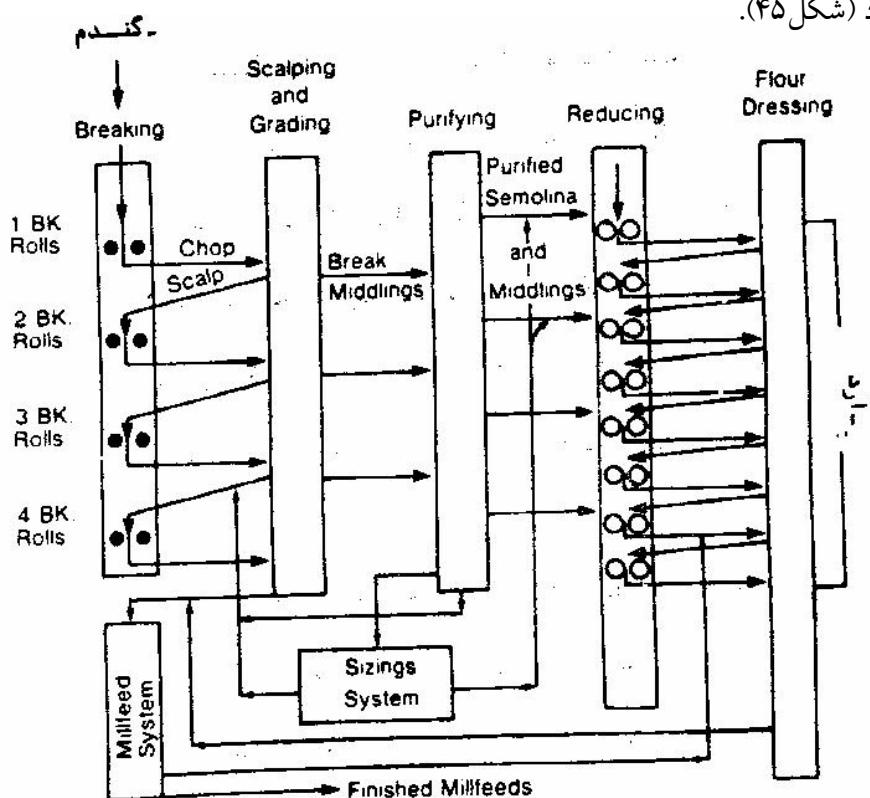 د (شکل۴۵).
گندم
Scalping
and
Grading
Flour
Dressing
Breaking
Purifying
Reducing
Purified
Semolina
and
Middlings
1 BK
Rolls
Chop
Scalp
Break
Middlings
2 BK.
Rolls
3 BK
Rolls
4 BK
Rolls
آرد
Sizings
System
Millfeed
System
Finished Millfeeds